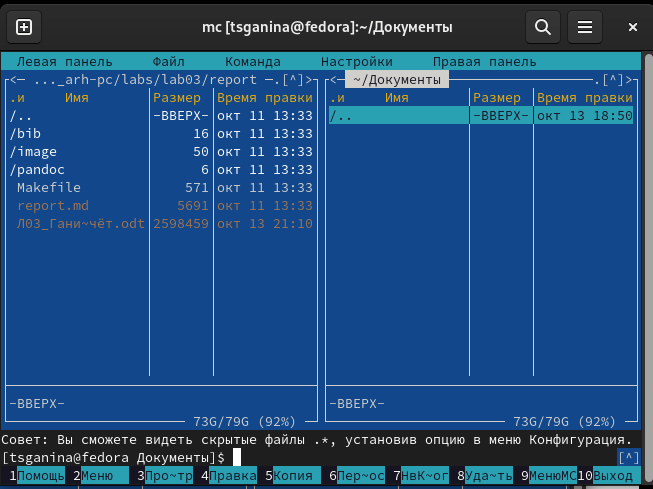 mc [tsganina@fedora]:~/Документы
Левая панель Файл Команда Настройки Правая панель
<─ ..._arh-pc/labs/lab03/report ─.[^]> <─ ~/Документы ─.[^]>
.и Имя Размер Время правки .и Имя Размер Время правки
/.. -ВВЕРХ- окт 11 13:33 /.. -ВВЕРХ- окт 13 18:50
/bib 16 окт 11 13:33
/image 50 окт 11 13:33
/pandoc 6 окт 11 13:33
Makefile 571 окт 11 13:33
report.md 5691 окт 11 13:33
Л03_Гани~чёт.odt 2598459 окт 13 21:10
-ВВЕРХ- -ВВЕРХ-
73G/79G (92%) 73G/79G (92%)
Совет: Вы сможете видеть скрытые файлы .*, установив опцию в меню Конфигурация.
[tsganina@fedora Документы]$ [^]
1Помощь 2Меню 3Про~тр 4Правка 5Копия 6Пер~ос 7НвК~ог 8Уда~ть 9МенюМС10Выход